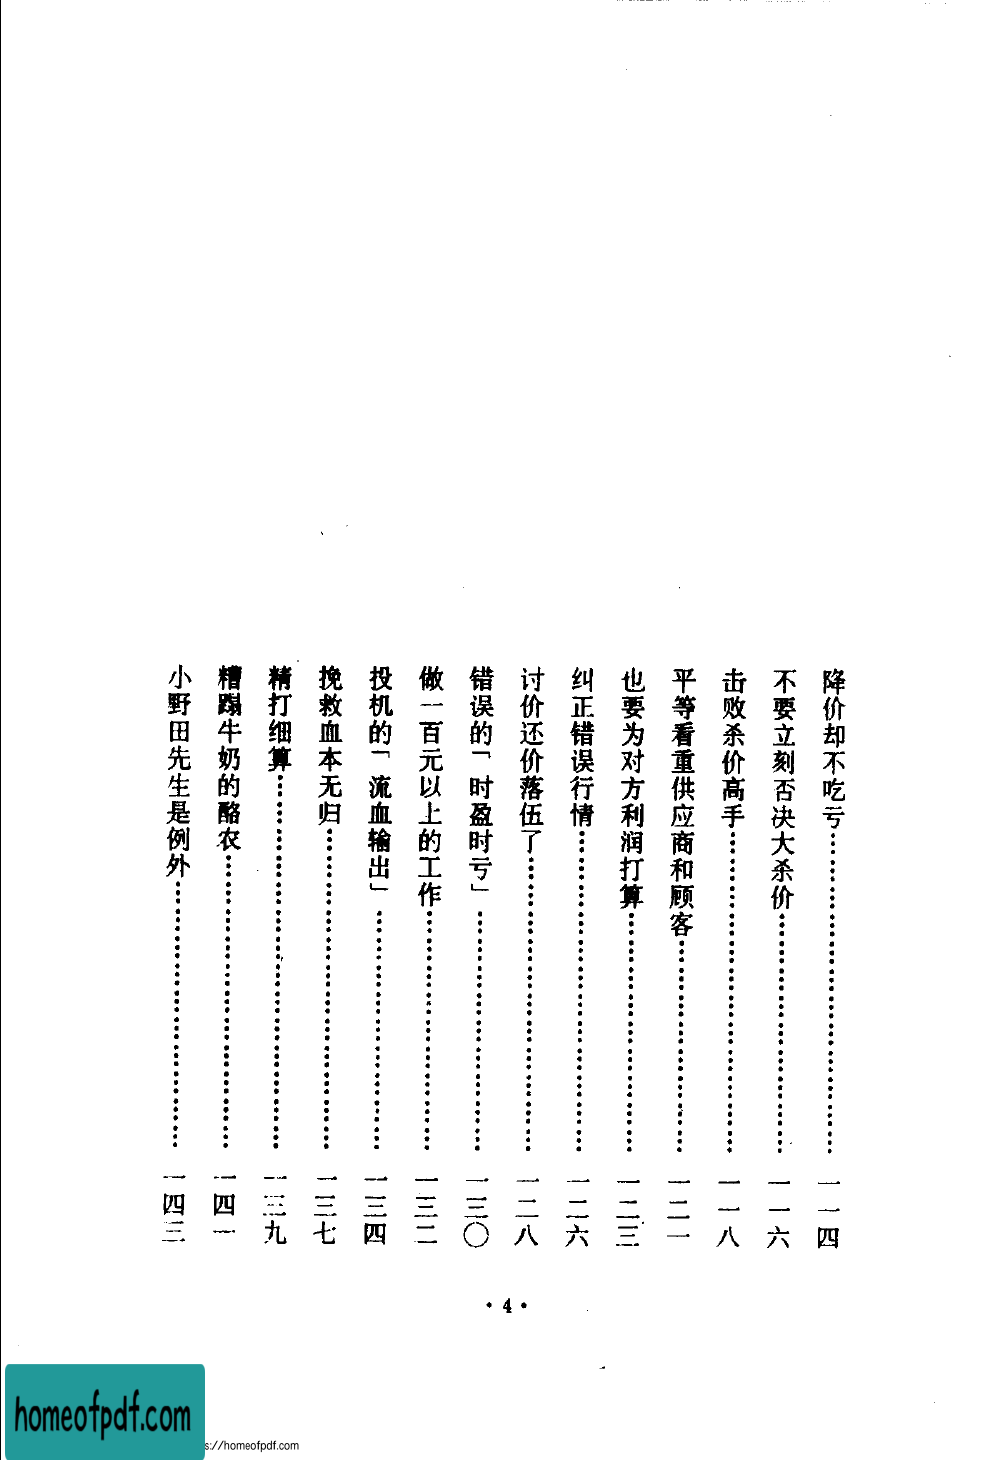 降价却不吃亏……………………一一四
不要立刻否决大杀价……………………一一六
击败杀价高手……………………一一八
平等看重供应商和顾客……………………一二一
也要为对方利润打算……………………一二三
纠正错误行情……………………一二六
讨价还价落伍了……………………一二八
错误的「时盈时亏」……………………一三〇
做一百元以上的工作……………………一三二
投机的「流血输出」……………………一三四
挽救血本无归……………………一三七
精打细算……………………一三九
糟蹋牛奶的酪农……………………一四一
小野田先生是例外……………………一四三
·4·
homeofpdf.com
s://homeofpdf.com